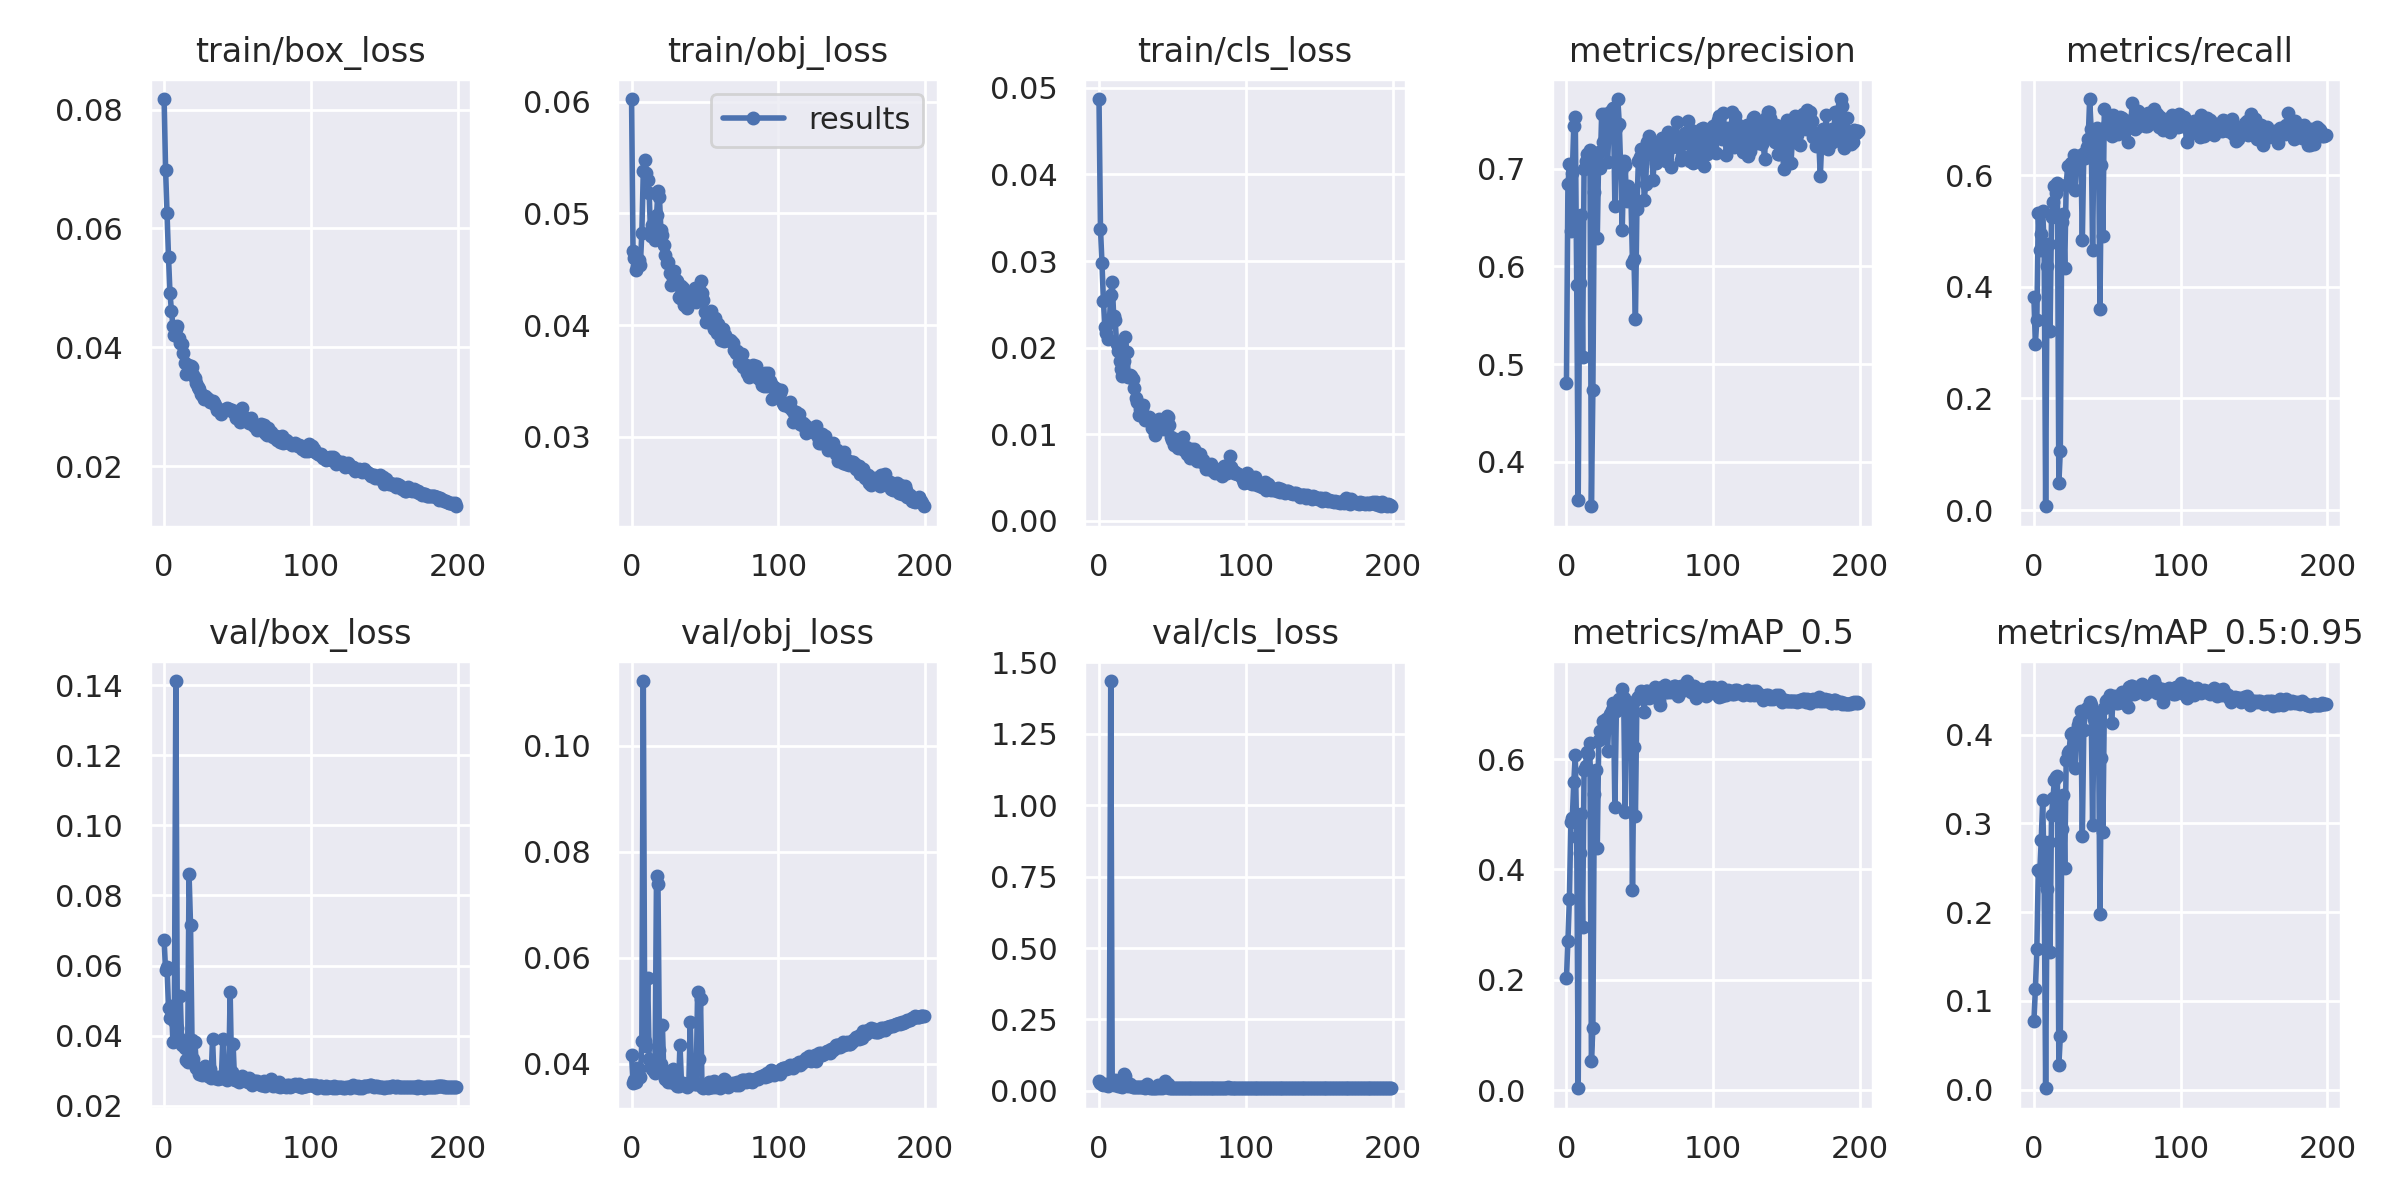 train/box_loss
0.08
0.06
0.04
0.02
0 100 200
train/obj_loss
results
0.06
0.05
0.04
0.03
0 100 200
train/cls_loss
0.05
0.04
0.03
0.02
0.01
0.00
0 100 200
metrics/precision
0.7
0.6
0.5
0.4
0 100 200
metrics/recall
0.6
0.4
0.2
0.0
0 100 200
val/box_loss
0.14
0.12
0.10
0.08
0.06
0.04
0.02
0 100 200
val/obj_loss
0.10
0.08
0.06
0.04
0 100 200
val/cls_loss
1.50
1.25
1.00
0.75
0.50
0.25
0.00
0 100 200
metrics/mAP_0.5
0.6
0.4
0.2
0.0
0 100 200
metrics/mAP_0.5:0.95
0.4
0.3
0.2
0.1
0.0
0 100 200